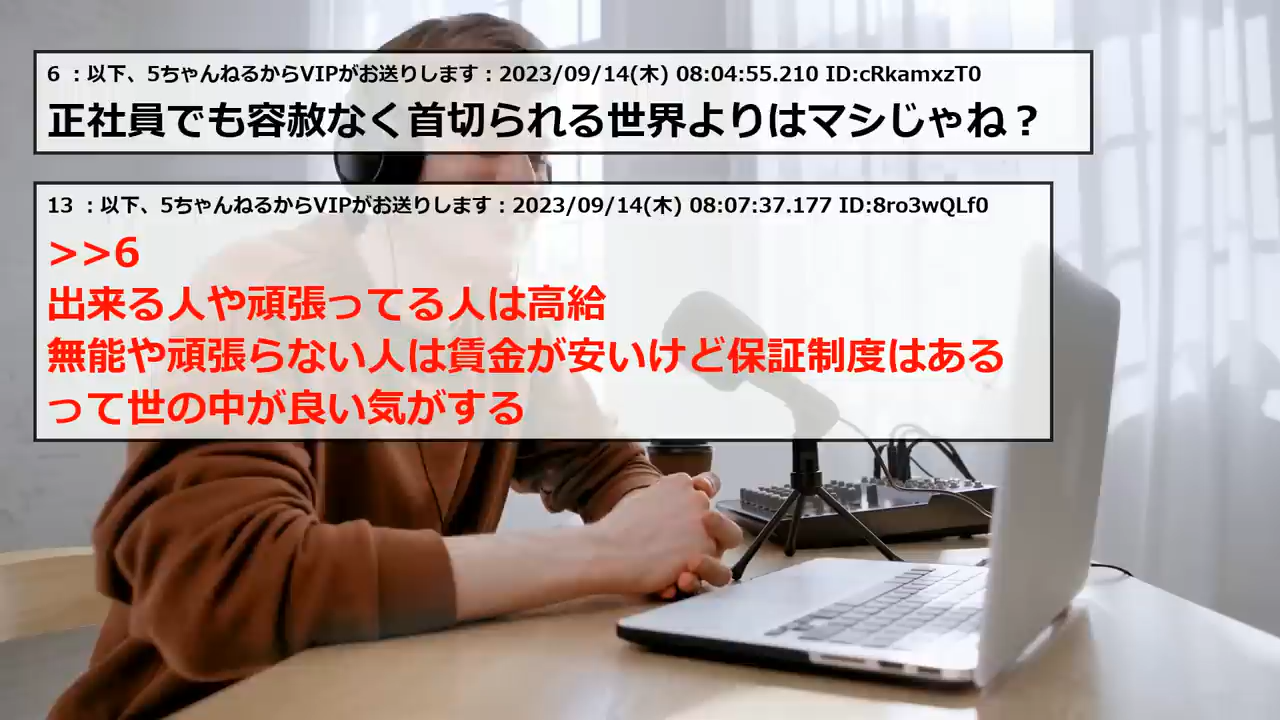 6 ：以下、5ちゃんねるからVIPがお送りします：2023/09/14(木) 08:04:55.210 ID:cRkamxzT0
正社員でも容赦なく首切られる世界よりはマシじゃね？
13 ：以下、5ちゃんねるからVIPがお送りします：2023/09/14(木) 08:07:37.177 ID:8ro3wQLf0
>>6
出来る人や頑張ってる人は高給
無能や頑張らない人は賃金が安いけど保証制度はある
って世の中が良い気がする